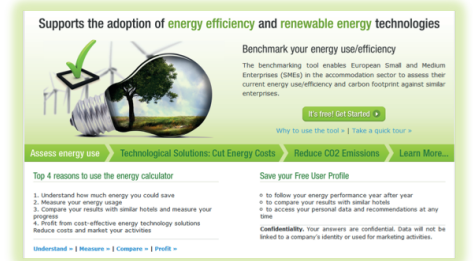 Supports the adoption of energy efficiency and renewable energy technologies
Benchmark your energy use/efficiency
The benchmarking tool enables European Small and Medium
Enterprises (SMEs) in the accommodation sector to assess their
current energy use/efficiency and carbon footprint against similar
enterprises.
It's free! Get Started
Why to use the tool » | Take a quick tour »
Assess energy use
Technological Solutions: Cut Energy Costs
Reduce CO2 Emissions
Learn More...
Top 4 reasons to use the energy calculator
1. Understand how much energy you could save
2. Measure your energy usage
3. Compare your results with similar hotels and measure your
progress
4. Profit from cost-effective energy technology solutions
Reduce costs and market your activities
Understand » | Measure » | Compare » | Profit »
Save your Free User Profile
to follow your energy performance year after year
to compare your results with similar hotels
to access your personal data and recommendations at any
time
Confidentiality. Your answers are confidential. Data will not be
linked to a company's identity or used for marketing activities.